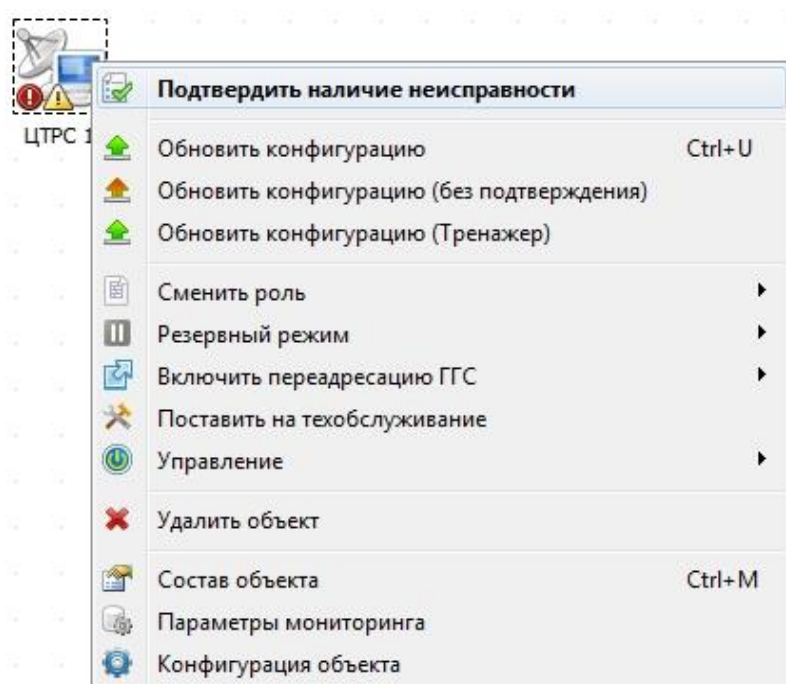 ЦТРС 1
Подтвердить наличие неисправности
Обновить конфигурацию Ctrl+U
Обновить конфигурацию (без подтверждения)
Обновить конфигурацию (Тренажер)
Сменить роль
Резервный режим
Включить переадресацию ГГС
Поставить на техобслуживание
Управление
Удалить объект
Состав объекта Ctrl+M
Параметры мониторинга
Конфигурация объекта